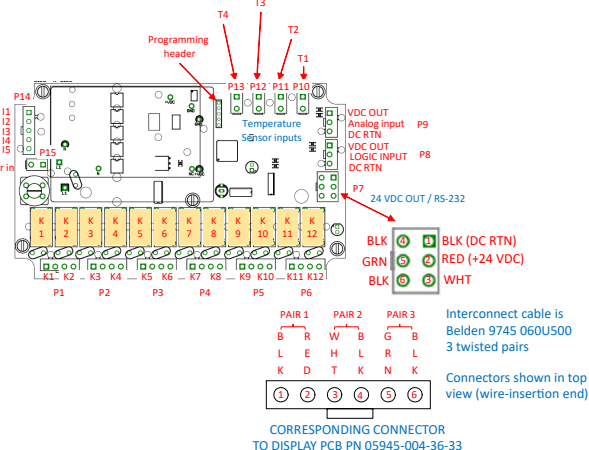 T3
T4
T2
Programming
header
T1
P13 P12 P11 P10
P14
I1
I2
I3
I4
I5
Temperature
Sensor inputs
VDC OUT
Analog input P9
DC RTN
VDC OUT
LOGIC INPUT P8
DC RTN
P15
r in
P7
24 VDC OUT / RS-232
K 1
K 2
K 3
K 4
K 5
K 6
K 7
K 8
K 9
K 10
K 11
K 12
K1 K2 K3 K4 K5 K6 K7 K8 K9 K10 K11 K12
P1 P2 P3 P4 P5 P6
BLK 4 1 BLK (DC RTN)
GRN 5 2 RED (+24 VDC)
BLK 6 3 WHT
PAIR 1 PAIR 2 PAIR 3
B R W B G B
L E H L R L
K D T K N K
1 2 3 4 5 6
Interconnect cable is
Belden 9745 060U500
3 twisted pairs
Connectors shown in top
view (wire-insertion end)
CORRESPONDING CONNECTOR
TO DISPLAY PCB PN 05945-004-36-33